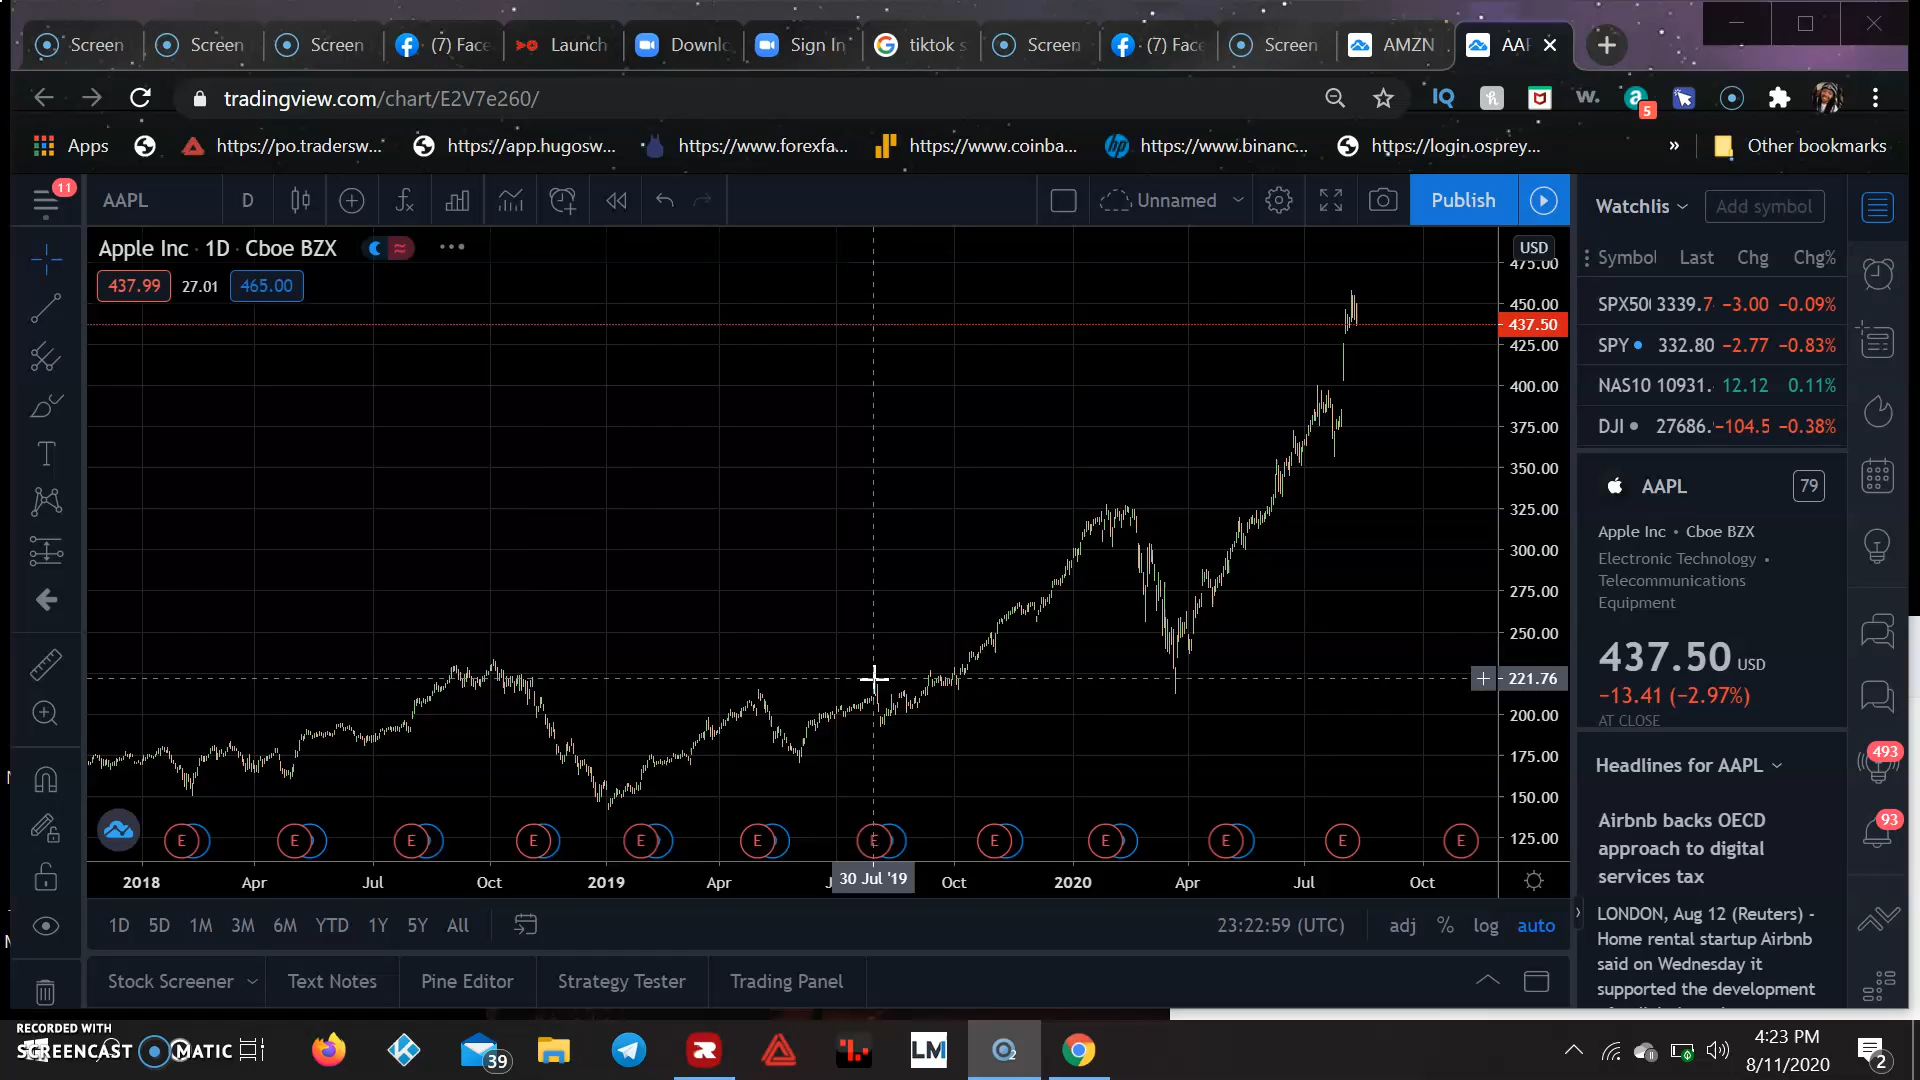 Screen Screen Screen (7) Face Launch Downlo Sign In tiktok s Screen (7) Face Screen AMZN AAF
tradingview.com/chart/E2V7e260/
IQ h w. a 5
Apps https://po.tradersw... https://app.hugosw... https://www.forexfa... https://www.coinba... https://www.binanc... https://login.osprey... » Other bookmarks
11
AAPL D Unnamed Publish
Watchlis Add symbol
Apple Inc · 1D · Cboe BZX
437.99 27.01 465.00
USD
475.00
450.00
437.50
425.00
400.00
375.00
350.00
325.00
300.00
275.00
250.00
221.76
200.00
175.00
150.00
125.00
E E E E E E E E E E E E
2018 Apr Jul Oct 2019 Apr 30 Jul '19 Oct 2020 Apr Jul Oct
1D 5D 1M 3M 6M YTD 1Y 5Y All 23:22:59 (UTC) adj % log auto
Stock Screener Text Notes Pine Editor Strategy Tester Trading Panel
Symbol Last Chg Chg%
SPX50 3339.7 −3.00 −0.09%
SPY 332.80 −2.77 −0.83%
NAS10 10931. 12.12 0.11%
DJI 27686. −104.5 −0.38%
AAPL 79
Apple Inc • Cboe BZX
Electronic Technology •
Telecommunications
Equipment
437.50 USD
−13.41 (−2.97%)
AT CLOSE
Headlines for AAPL
Airbnb backs OECD
approach to digital
services tax
LONDON, Aug 12 (Reuters) -
Home rental startup Airbnb
said on Wednesday it
supported the development
493
93
RECORDED WITH
SCREENCAST MATIC
39
LM
2
4:23 PM
8/11/2020
2